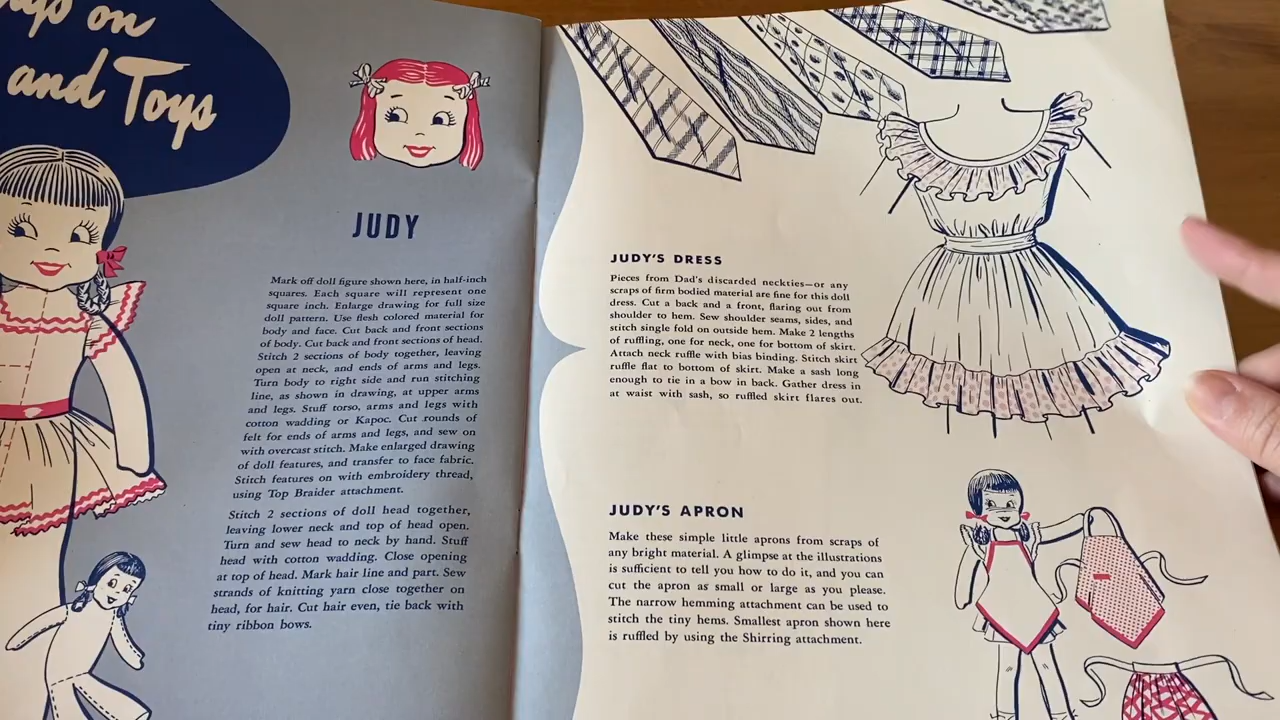 on
and Toys
JUDY
Mark off doll figure shown here, in half-inch
squares. Each square will represent one
square inch. Enlarge drawing for full size
doll pattern. Use flesh colored material for
body and face. Cut back and front sections
of body. Cut back and front sections of head.
Stitch 2 sections of body together, leaving
open at neck, and ends of arms and legs.
Turn body to right side and run stitching
line, as shown in drawing, at upper arms
and legs. Stuff torso, arms and legs with
cotton wadding or Kapoc. Cut rounds of
felt for ends of arms and legs, and sew on
with overcast stitch. Make enlarged drawing
of doll features, and transfer to face fabric.
Stitch features on with embroidery thread,
using Top Braider attachment.
Stitch 2 sections of doll head together,
leaving lower neck and top of head open.
Turn and sew head to neck by hand. Stuff
head with cotton wadding. Close opening
at top of head. Mark hair line and part. Sew
strands of knitting yarn close together on
head, for hair. Cut hair even, tie back with
tiny ribbon bows.
JUDY'S DRESS
Pieces from Dad's discarded neckties—or any
scraps of firm bodied material are fine for this doll
dress. Cut a back and a front, flaring out from
shoulder to hem. Sew shoulder seams, sides, and
stitch single fold on outside hem. Make 2 lengths
of ruffling, one for neck, one for bottom of skirt.
Attach neck ruffle with bias binding. Stitch skirt
ruffle flat to bottom of skirt. Make a sash long
enough to tie in a bow in back. Gather dress in
at waist with sash, so ruffled skirt flares out.
JUDY'S APRON
Make these simple little aprons from scraps of
any bright material. A glimpse at the illustrations
is sufficient to tell you how to do it, and you can
cut the apron as small or large as you please.
The narrow hemming attachment can be used to
stitch the tiny hems. Smallest apron shown here
is ruffled by using the Shirring attachment.